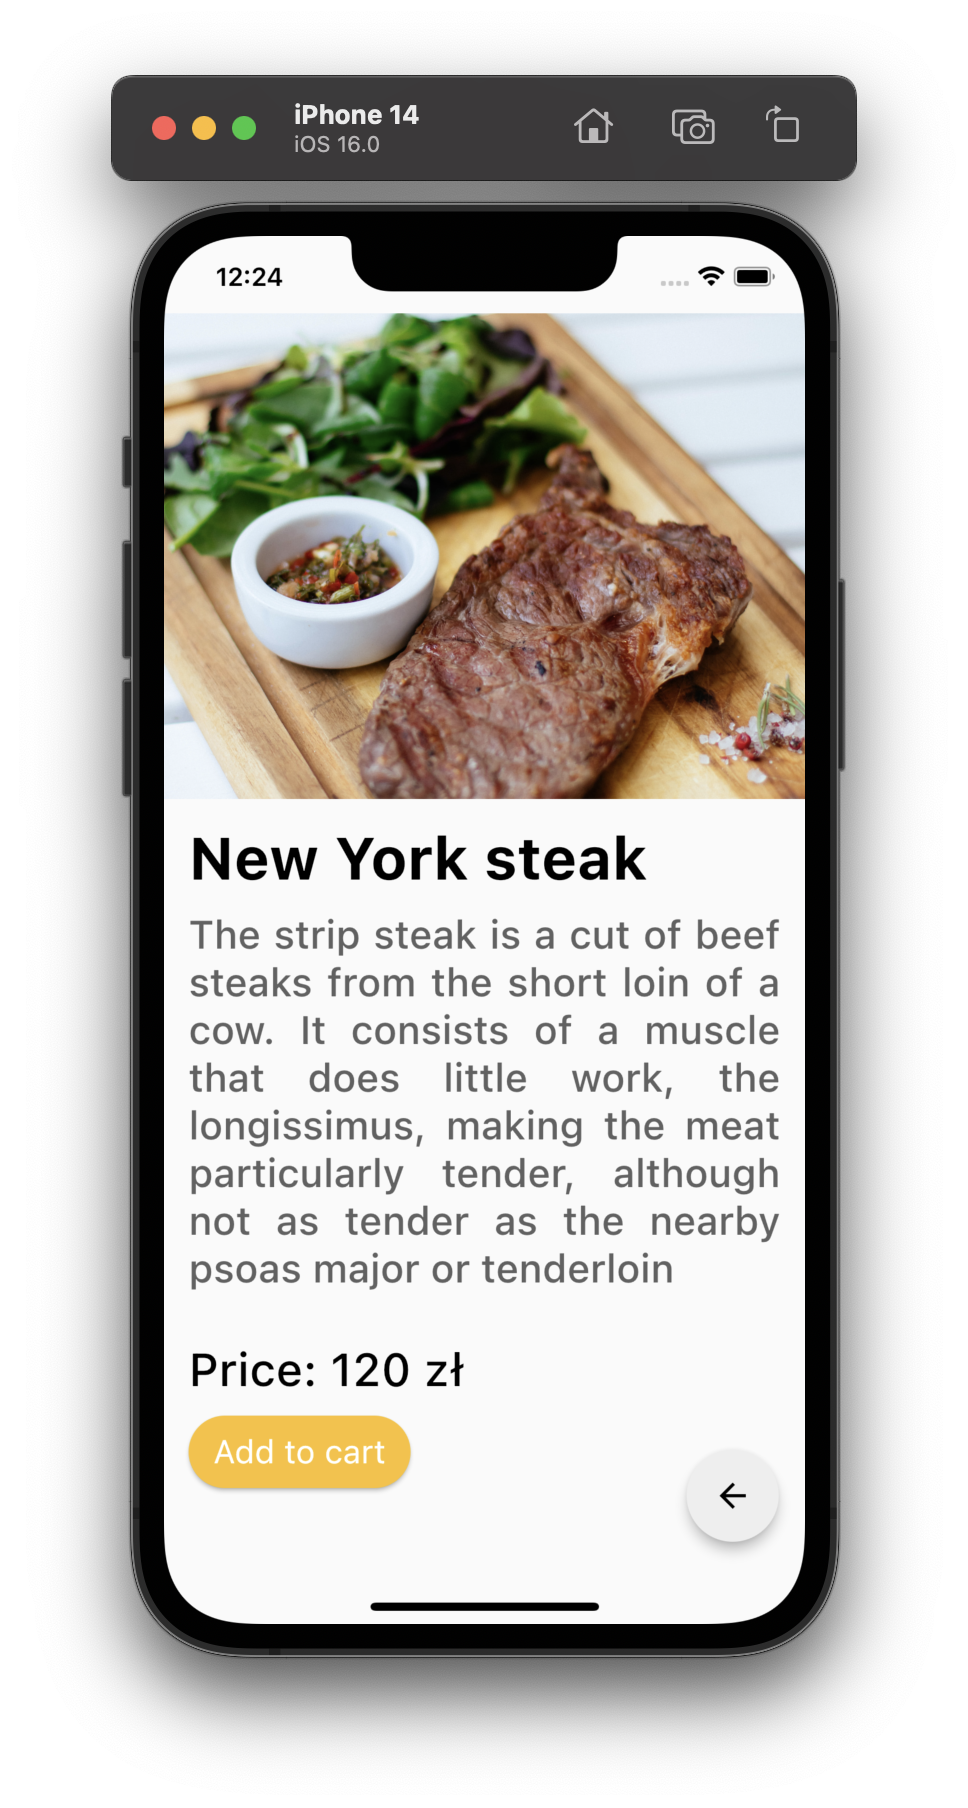 iPhone 14
iOS 16.0
12:24
New York steak
The strip steak is a cut of beef
steaks from the short loin of a
cow. It consists of a muscle
that does little work, the
longissimus, making the meat
particularly tender, although
not as tender as the nearby
psoas major or tenderloin
Price: 120 zł
Add to cart